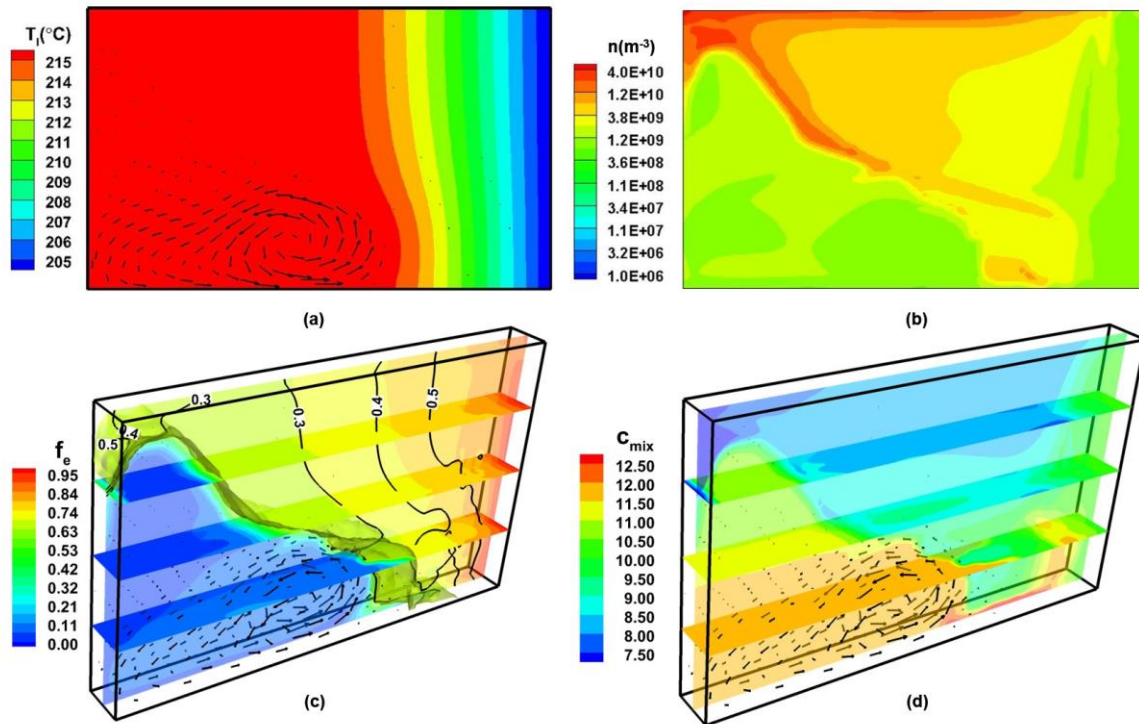 T_l(°C)
215
214
213
212
211
210
209
208
207
206
205
(a)
n(m⁻³)
4.0E+10
1.2E+10
3.8E+09
1.2E+09
3.6E+08
1.1E+08
3.4E+07
1.1E+07
3.2E+06
1.0E+06
(b)
f_e
0.95
0.84
0.74
0.63
0.53
0.42
0.32
0.21
0.11
0.00
0.5
0.4
0.3
0.3
0.4
0.5
(c)
c_mix
12.50
12.00
11.50
11.00
10.50
10.00
9.50
9.00
8.50
8.00
7.50
(d)